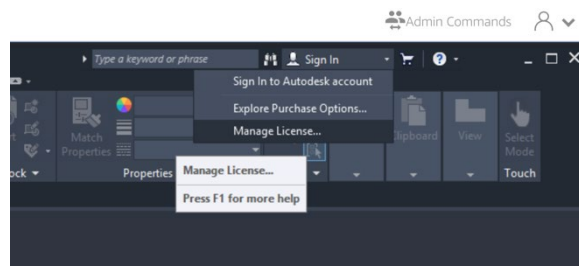 Admin Commands
Type a keyword or phrase
Sign In
?
Sign In to Autodesk account
Explore Purchase Options...
Manage License...
Match
Properties
Clipboard
View
Select
Mode
ock
Properties
Manage License...
Touch
Press F1 for more help